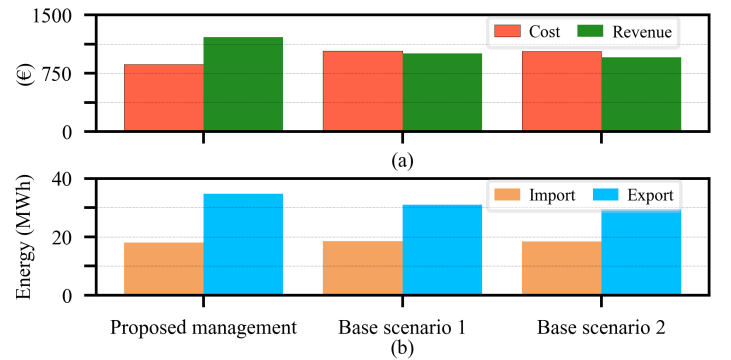 1500
750
0
(€)
Cost
Revenue
(a)
40
20
0
Energy (MWh)
Import
Export
Proposed management
Base scenario 1
Base scenario 2
(b)